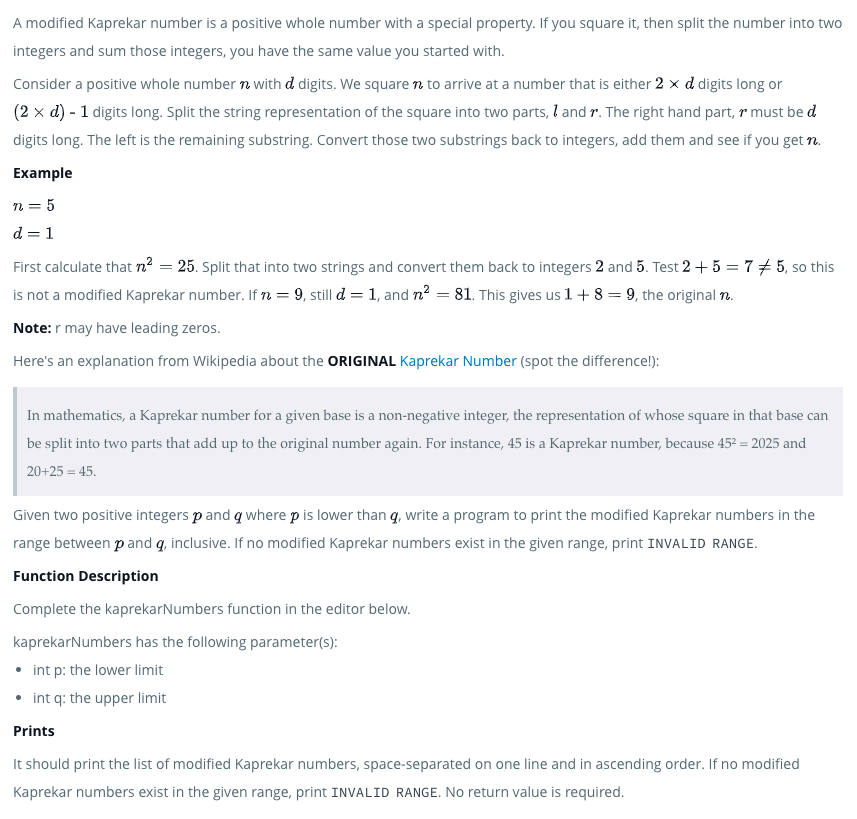 A modified Kaprekar number is a positive whole number with a special property. If you square it, then split the number into two
integers and sum those integers, you have the same value you started with.
Consider a positive whole number n with d digits. We square n to arrive at a number that is either 2 × d digits long or
(2 × d) - 1 digits long. Split the string representation of the square into two parts, l and r. The right hand part, r must be d
digits long. The left is the remaining substring. Convert those two substrings back to integers, add them and see if you get n.
Example
n = 5
d = 1
First calculate that n² = 25. Split that into two strings and convert them back to integers 2 and 5. Test 2 + 5 = 7 ≠ 5, so this
is not a modified Kaprekar number. If n = 9, still d = 1, and n² = 81. This gives us 1 + 8 = 9, the original n.
Note: r may have leading zeros.
Here's an explanation from Wikipedia about the ORIGINAL Kaprekar Number (spot the difference!):
In mathematics, a Kaprekar number for a given base is a non-negative integer, the representation of whose square in that base can
be split into two parts that add up to the original number again. For instance, 45 is a Kaprekar number, because 45² = 2025 and
20+25 = 45.
Given two positive integers p and q where p is lower than q, write a program to print the modified Kaprekar numbers in the
range between p and q, inclusive. If no modified Kaprekar numbers exist in the given range, print INVALID RANGE.
Function Description
Complete the kaprekarNumbers function in the editor below.
kaprekarNumbers has the following parameter(s):
• int p: the lower limit
• int q: the upper limit
Prints
It should print the list of modified Kaprekar numbers, space-separated on one line and in ascending order. If no modified
Kaprekar numbers exist in the given range, print INVALID RANGE. No return value is required.